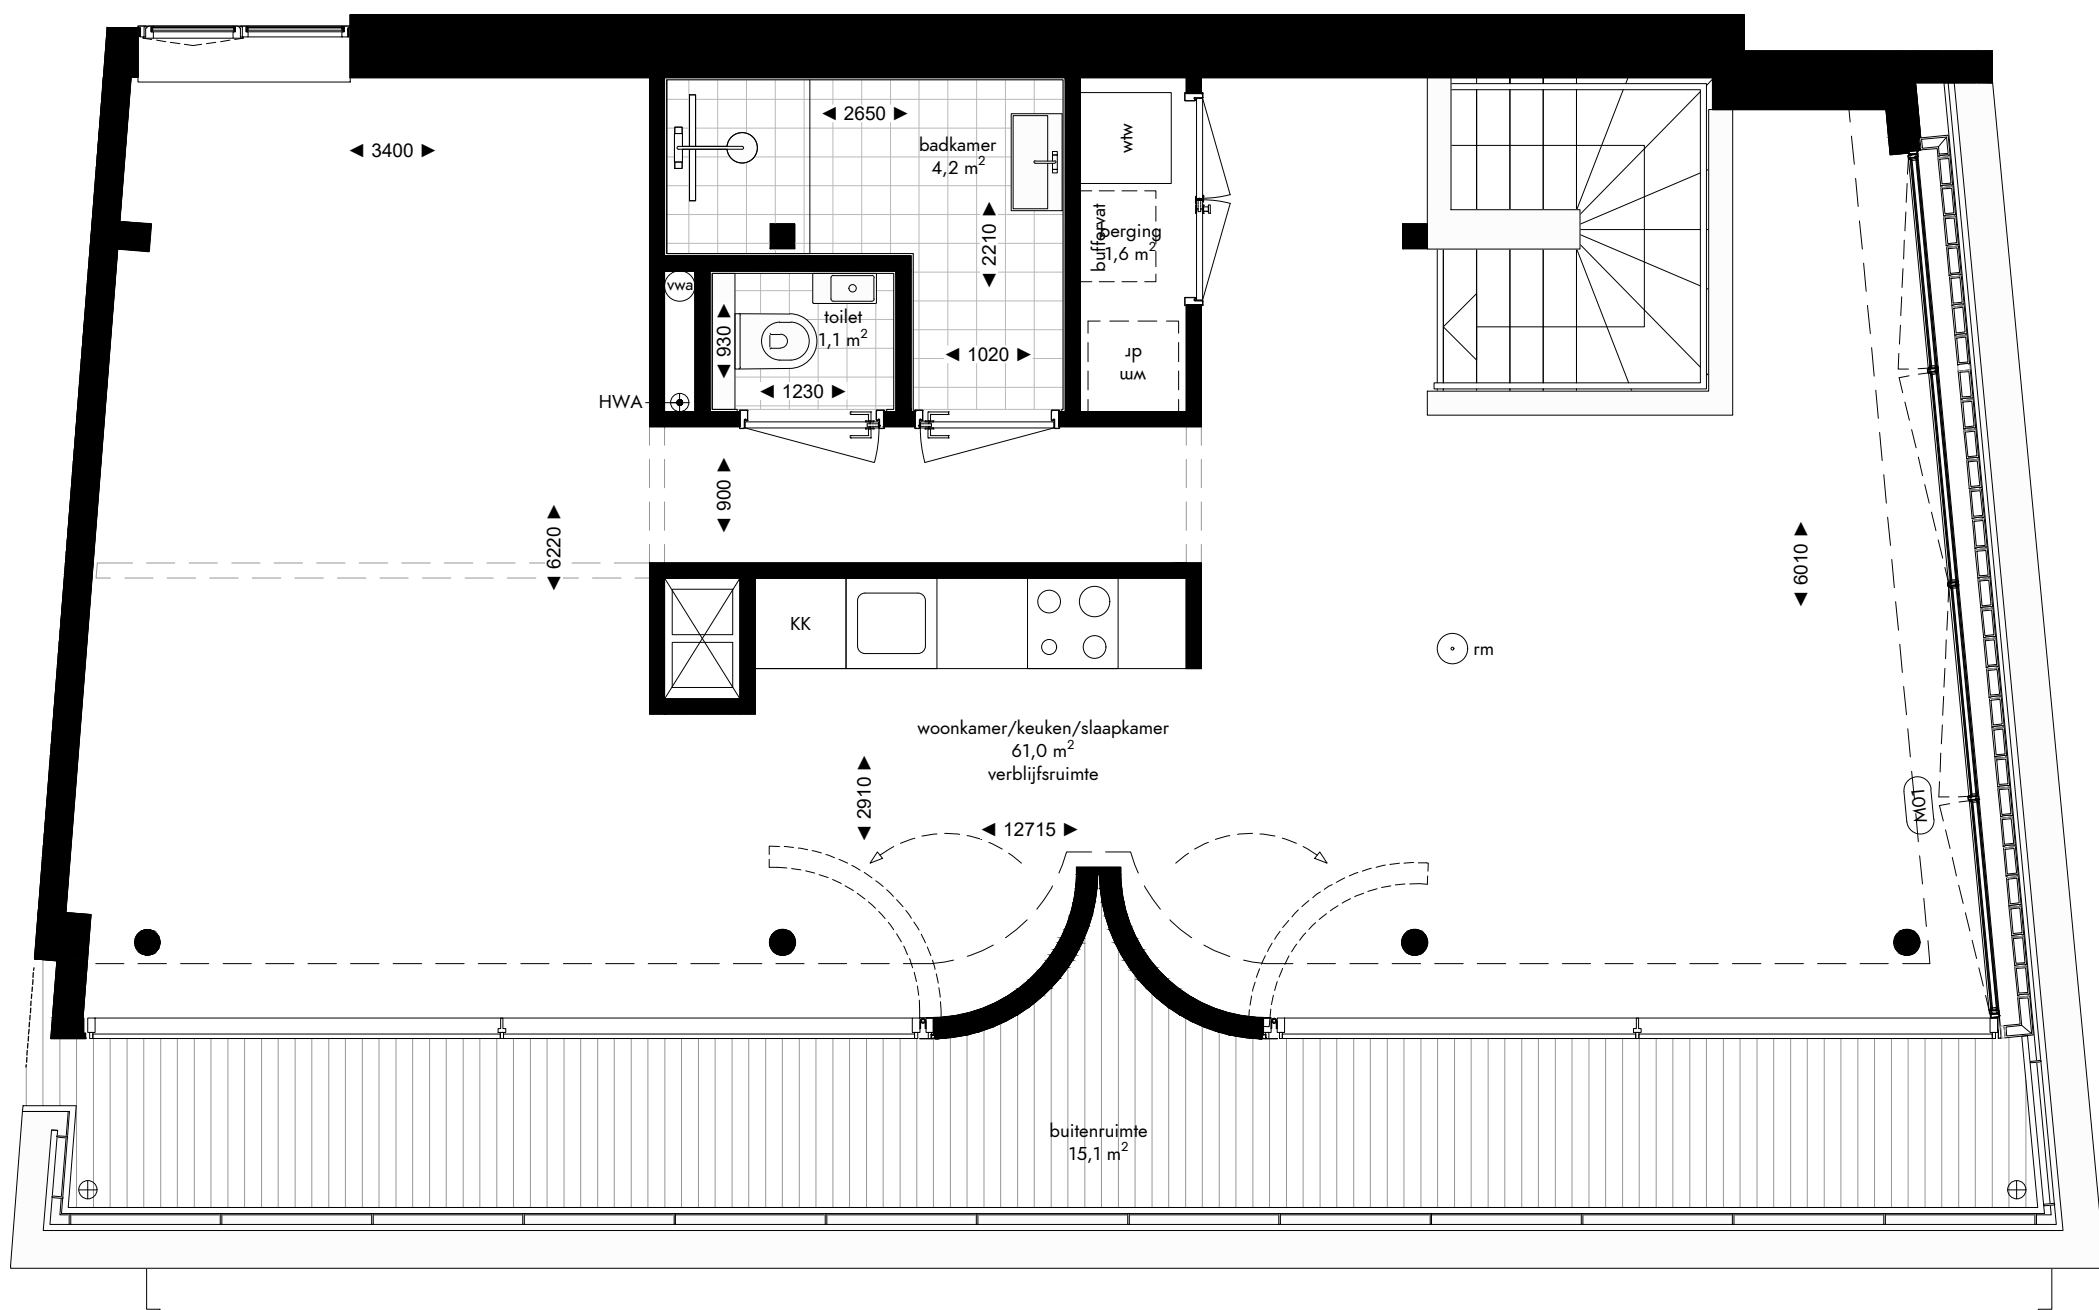 ◄ 3400 ►
◄ 2650 ►
badkamer
4,2 m²
◄ 2210 ►
wtw
buffervat
berging
1,6 m²
vwa
◄ 930 ►
toilet
1,1 m²
◄ 1230 ►
◄ 1020 ►
dr
wm
HWA
◄ 900 ►
◄ 6220 ►
◄ 6010 ►
KK
rm
woonkamer/keuken/slaapkamer
61,0 m²
verblijfsruimte
◄ 2910 ►
◄ 12715 ►
M01
buitenruimte
15,1 m²